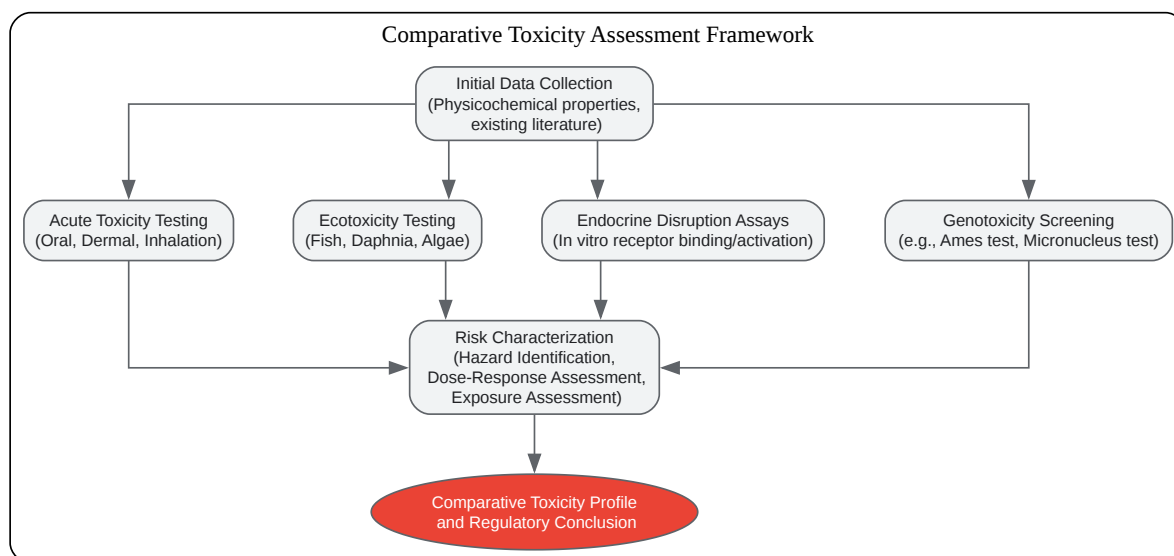 Comparative Toxicity Assessment Framework
Initial Data Collection
(Physicochemical properties,
existing literature)
Acute Toxicity Testing
(Oral, Dermal, Inhalation)
Ecotoxicity Testing
(Fish, Daphnia, Algae)
Endocrine Disruption Assays
(In vitro receptor binding/activation)
Genotoxicity Screening
(e.g., Ames test, Micronucleus test)
Risk Characterization
(Hazard Identification,
Dose-Response Assessment,
Exposure Assessment)
Comparative Toxicity Profile
and Regulatory Conclusion